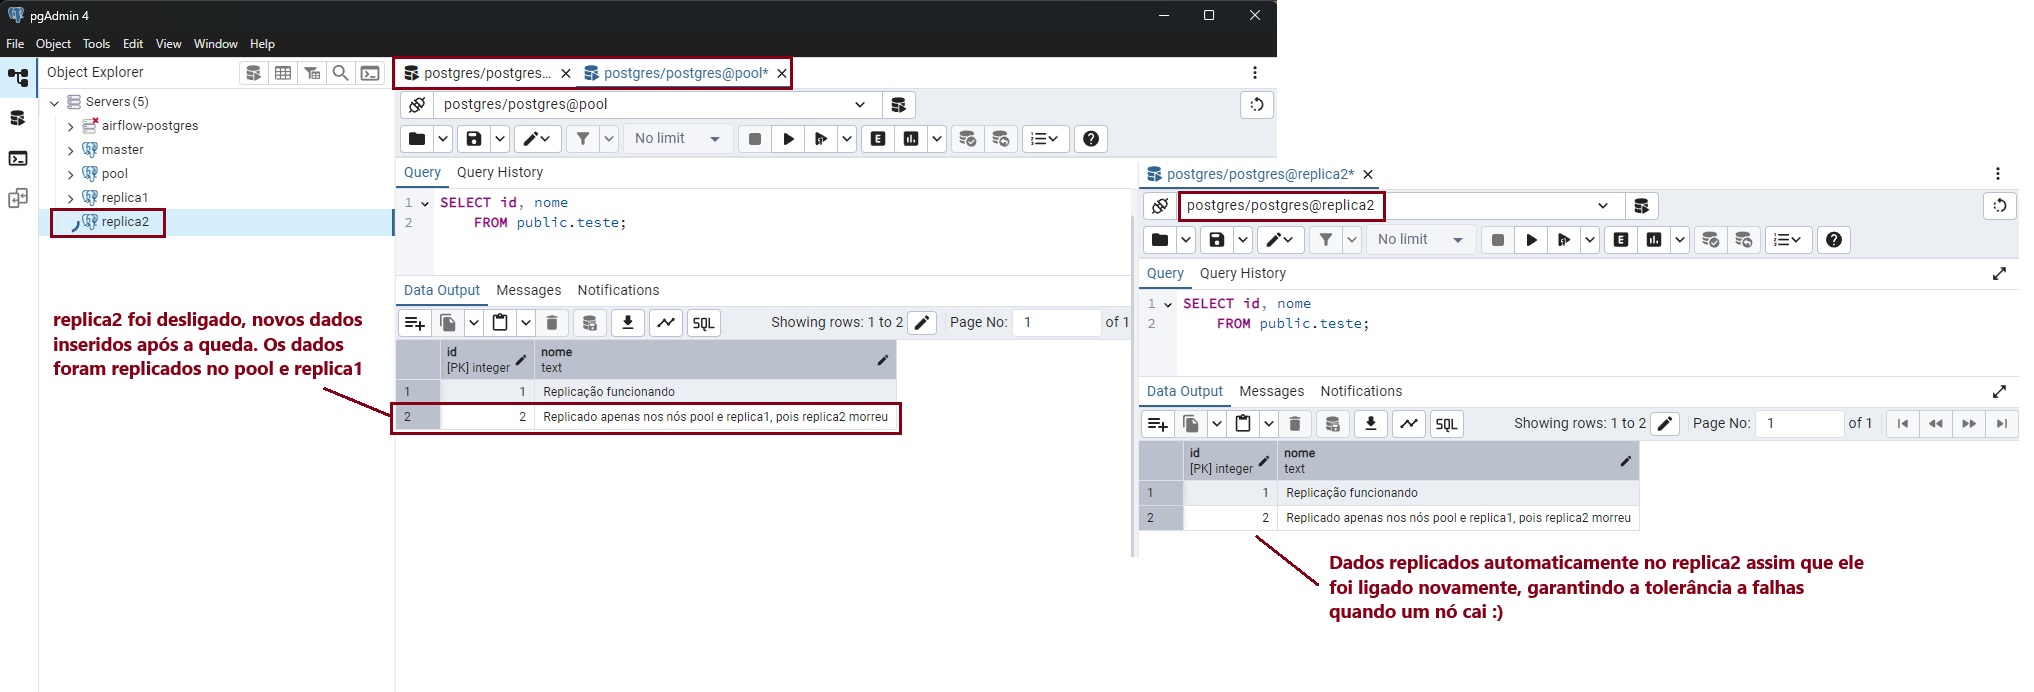 pgAdmin 4
File Object Tools Edit View Window Help
Object Explorer
Servers (5)
airflow-postgres
master
pool
replica1
replica2
replica2 foi desligado, novos dados
inseridos após a queda. Os dados
foram replicados no pool e replica1
postgres/postgres... postgres/postgres@pool*
postgres/postgres@pool
No limit
E
Query Query History
1 SELECT id, nome
2 FROM public.teste;
Data Output Messages Notifications
SQL Showing rows: 1 to 2 Page No: 1 of 1
id nome
[PK] integer text
1 1 Replicação funcionando
2 2 Replicado apenas nos nós pool e replica1, pois replica2 morreu
postgres/postgres@replica2*
postgres/postgres@replica2
No limit
E
Query Query History
1 SELECT id, nome
2 FROM public.teste;
Data Output Messages Notifications
SQL Showing rows: 1 to 2 Page No: 1 of 1
id nome
[PK] integer text
1 1 Replicação funcionando
2 2 Replicado apenas nos nós pool e replica1, pois replica2 morreu
Dados replicados automaticamente no replica2 assim que ele
foi ligado novamente, garantindo a tolerância a falhas
quando um nó cai :)